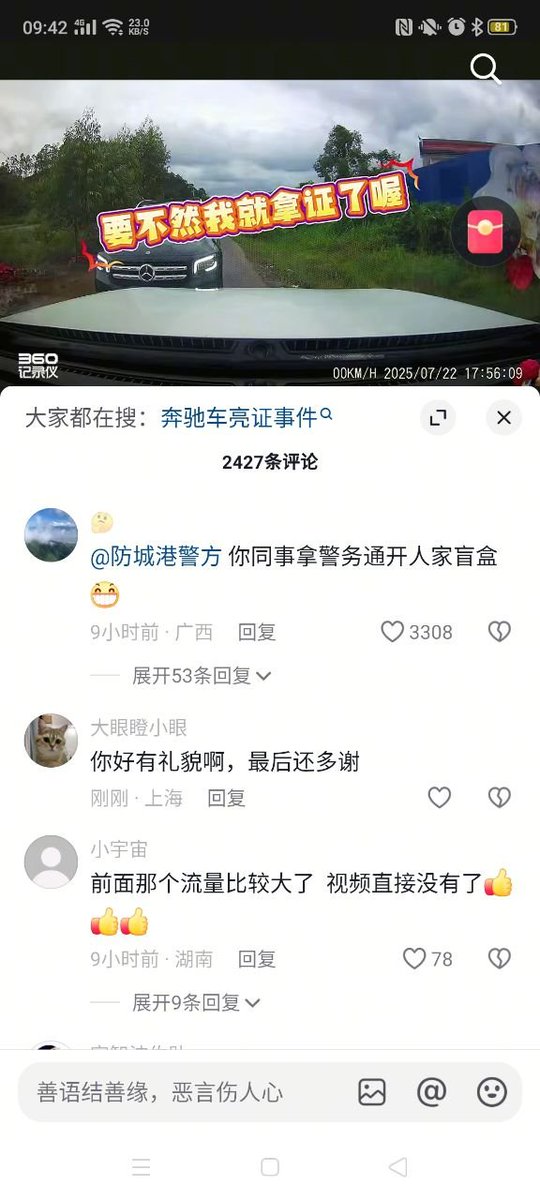 09:42 4G 23.0 KB/S 81
要不然我就拿证了喔
360
记录仪
00KM/H 2025/07/22 17:56:09
大家都在搜：奔驰车亮证事件
2427条评论
🤔
@防城港警方 你同事拿警务通开人家盲盒
😁
9小时前 · 广西 回复 3308
展开53条回复
大眼瞪小眼
你好有礼貌啊，最后还多谢
刚刚 · 上海 回复
小宇宙
前面那个流量比较大了 视频直接没有了👍
👍👍
9小时前 · 湖南 回复 78
展开9条回复
善语结善缘，恶言伤人心